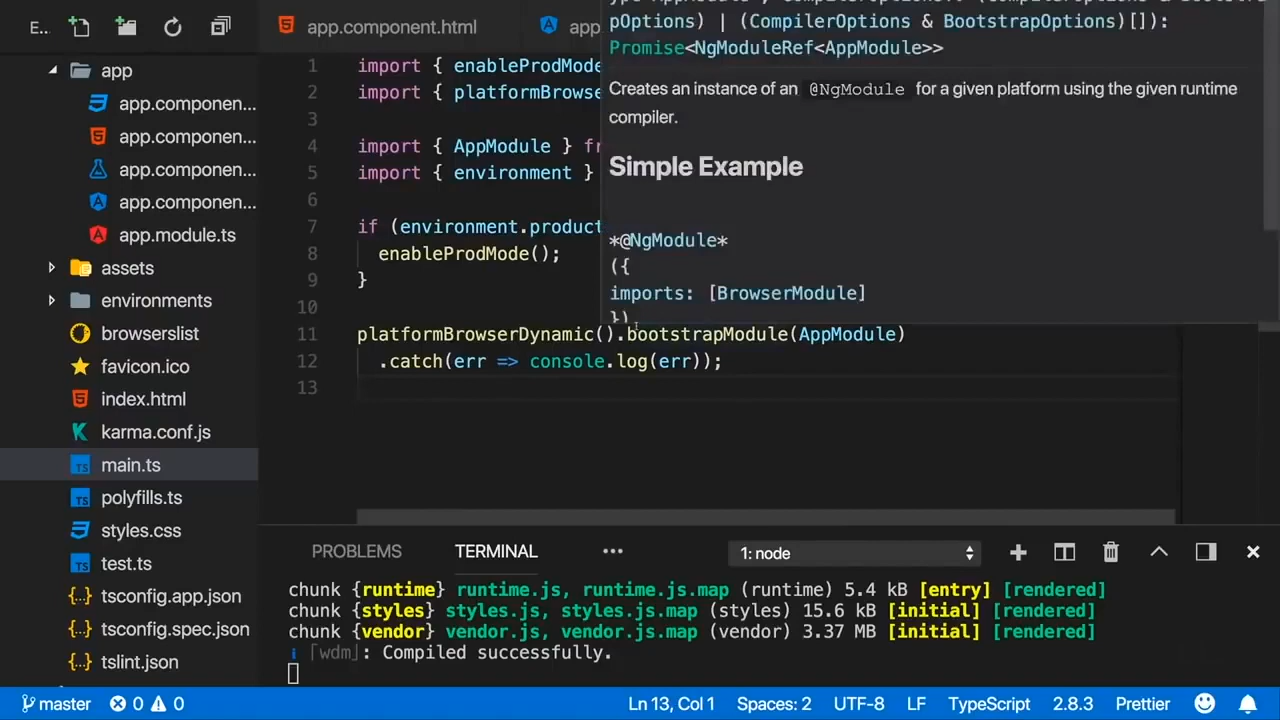 E...
app.component.html
app
pOptions) | (CompilerOptions & BootstrapOptions)[]):
Promise<NgModuleRef<AppModule>>
Creates an instance of an @NgModule for a given platform using the given runtime
compiler.
Simple Example
*@NgModule*
({
imports: [BrowserModule]
})
app
app.componen...
app.componen...
app.componen...
app.componen...
app.module.ts
assets
environments
browserslist
favicon.ico
index.html
karma.conf.js
main.ts
polyfills.ts
styles.css
test.ts
tsconfig.app.json
tsconfig.spec.json
tslint.json
1 import { enableProdMode
2 import { platformBrowse
3
4 import { AppModule } fr
5 import { environment }
6
7 if (environment.product
8 enableProdMode();
9 }
10
11 platformBrowserDynamic().bootstrapModule(AppModule)
12 .catch(err => console.log(err));
13
PROBLEMS
TERMINAL
...
1: node
chunk {runtime} runtime.js, runtime.js.map (runtime) 5.4 kB [entry] [rendered]
chunk {styles} styles.js, styles.js.map (styles) 15.6 kB [initial] [rendered]
chunk {vendor} vendor.js, vendor.js.map (vendor) 3.37 MB [initial] [rendered]
i ｢wdm｣: Compiled successfully.
master 0 0 Ln 13, Col 1 Spaces: 2 UTF-8 LF TypeScript 2.8.3 Prettier